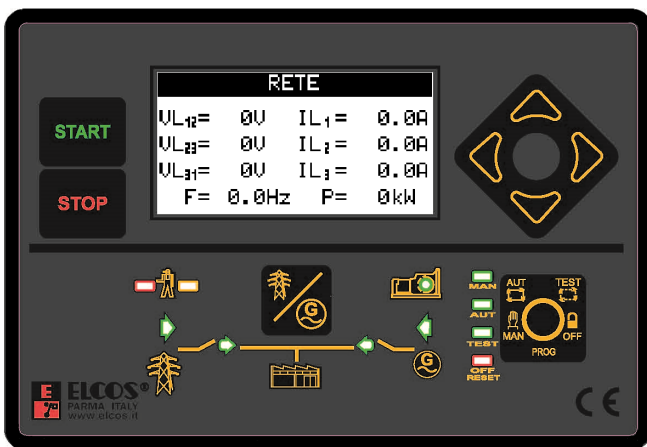 RETE
VL12= 0V IL1= 0.0A
VL23= 0V IL2= 0.0A
VL31= 0V IL3= 0.0A
F= 0.0Hz P= 0kW
START
STOP
G
G
MAN
AUT
TEST
OFF
RESET
AUT TEST
MAN OFF
PROG
E ELCOS®
PARMA ITALY
www.elcos.it
CE